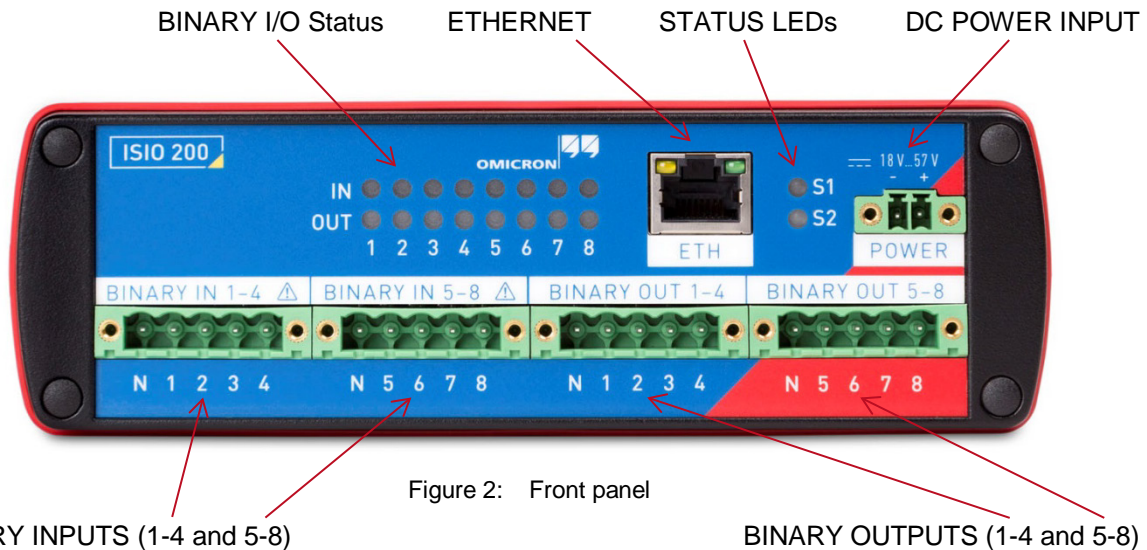 BINARY I/O Status ETHERNET STATUS LEDs DC POWER INPUT
ISIO 200
OMICRON
18 V...57 V
- +
IN
S1
OUT
S2
1 2 3 4 5 6 7 8
ETH
POWER
BINARY IN 1-4 ⚠ BINARY IN 5-8 ⚠ BINARY OUT 1-4 BINARY OUT 5-8
N 1 2 3 4 N 5 6 7 8 N 1 2 3 4 N 5 6 7 8
Figure 2: Front panel
RY INPUTS (1-4 and 5-8) BINARY OUTPUTS (1-4 and 5-8)